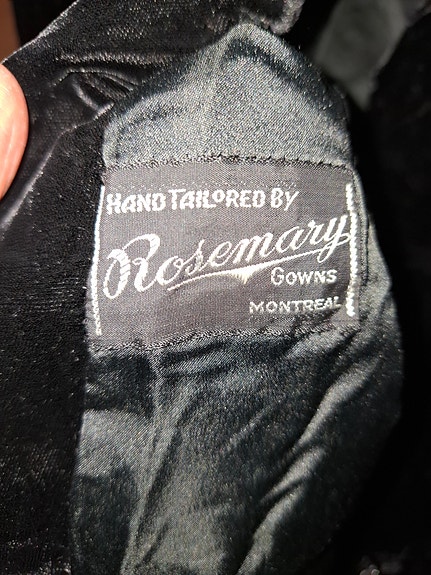 HAND TAILORED BY
Rosemary
GOWNS
MONTREAL